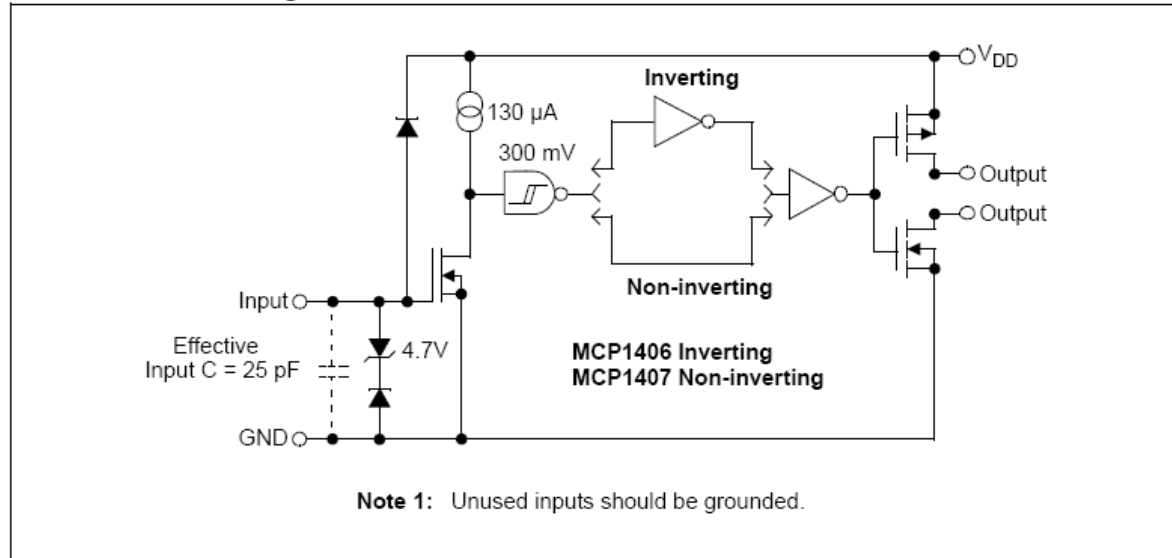 V_DD
Inverting
130 µA
300 mV
Output
Output
Non-inverting
Input
Effective
Input C = 25 pF
4.7V
MCP1406 Inverting
MCP1407 Non-inverting
GND
Note 1: Unused inputs should be grounded.